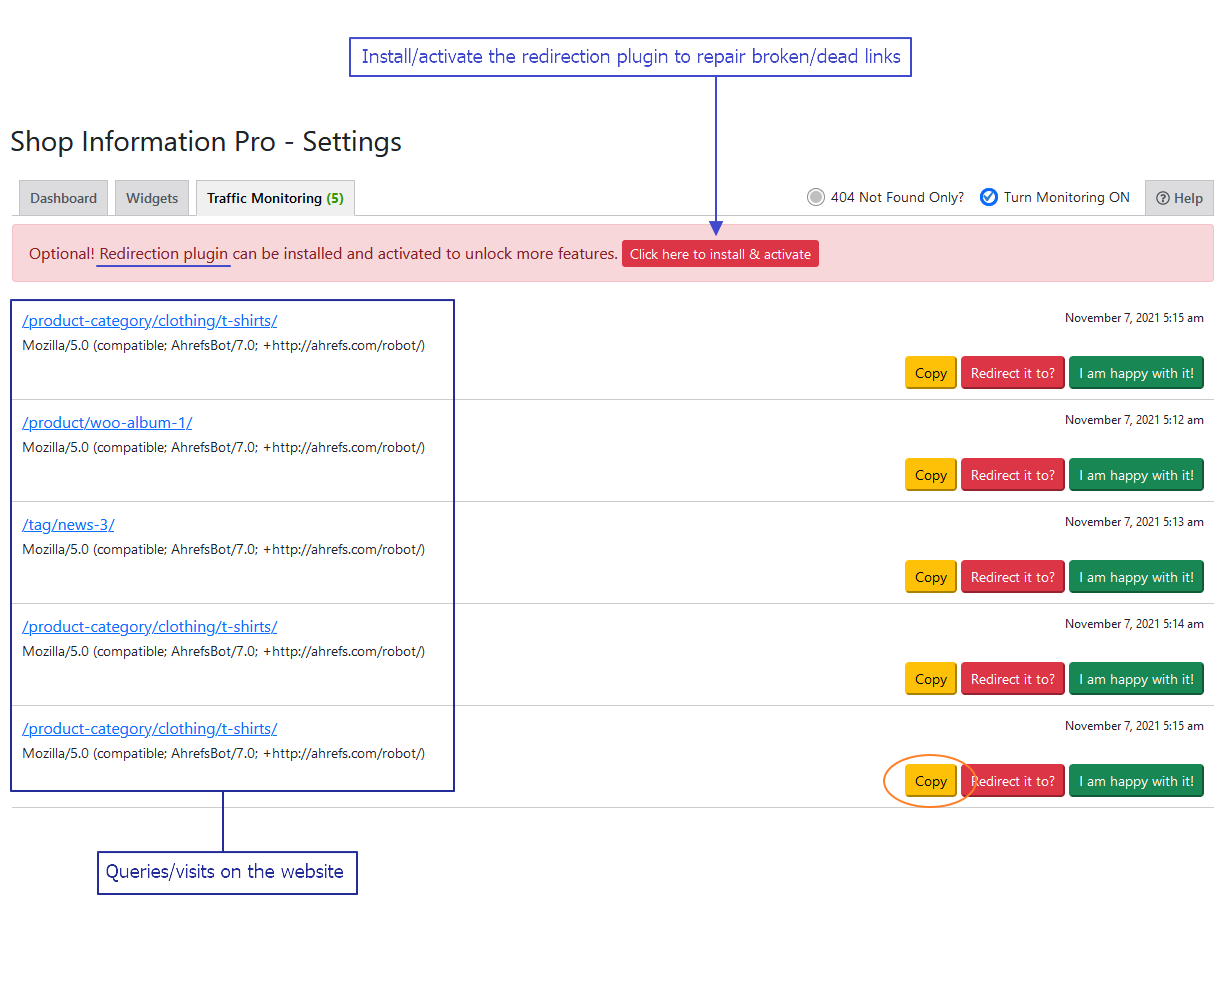 Install/activate the redirection plugin to repair broken/dead links
Shop Information Pro - Settings
Dashboard
Widgets
Traffic Monitoring (5)
404 Not Found Only?
Turn Monitoring ON
Help
Optional! Redirection plugin can be installed and activated to unlock more features. Click here to install & activate
/product-category/clothing/t-shirts/
November 7, 2021 5:15 am
Mozilla/5.0 (compatible; AhrefsBot/7.0; +http://ahrefs.com/robot/)
Copy
Redirect it to?
I am happy with it!
/product/woo-album-1/
November 7, 2021 5:12 am
Mozilla/5.0 (compatible; AhrefsBot/7.0; +http://ahrefs.com/robot/)
Copy
Redirect it to?
I am happy with it!
/tag/news-3/
November 7, 2021 5:13 am
Mozilla/5.0 (compatible; AhrefsBot/7.0; +http://ahrefs.com/robot/)
Copy
Redirect it to?
I am happy with it!
/product-category/clothing/t-shirts/
November 7, 2021 5:14 am
Mozilla/5.0 (compatible; AhrefsBot/7.0; +http://ahrefs.com/robot/)
Copy
Redirect it to?
I am happy with it!
/product-category/clothing/t-shirts/
November 7, 2021 5:15 am
Mozilla/5.0 (compatible; AhrefsBot/7.0; +http://ahrefs.com/robot/)
Copy
Redirect it to?
I am happy with it!
Queries/visits on the website